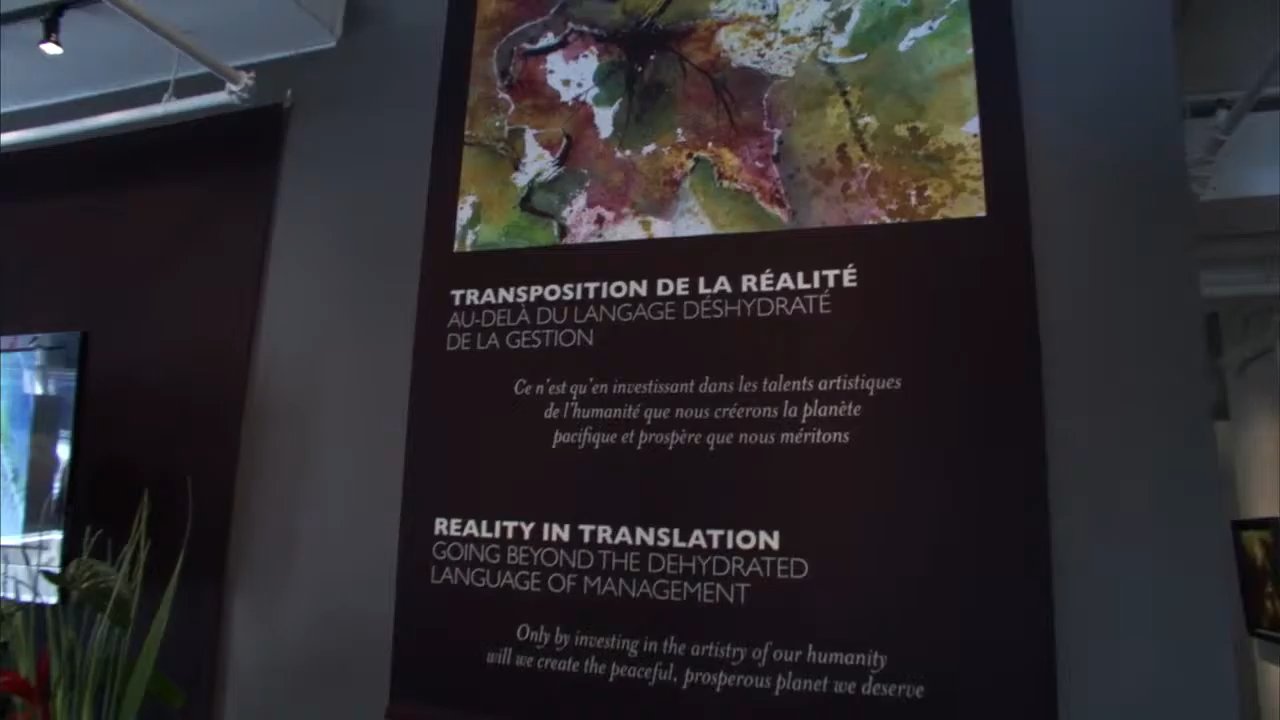 TRANSPOSITION DE LA RÉALITÉ
AU-DELÀ DU LANGAGE DÉSHYDRATÉ
DE LA GESTION
Ce n'est qu'en investissant dans les talents artistiques
de l'humanité que nous créerons la planète
pacifique et prospère que nous méritons
REALITY IN TRANSLATION
GOING BEYOND THE DEHYDRATED
LANGUAGE OF MANAGEMENT
Only by investing in the artistry of our humanity
will we create the peaceful, prosperous planet we deserve